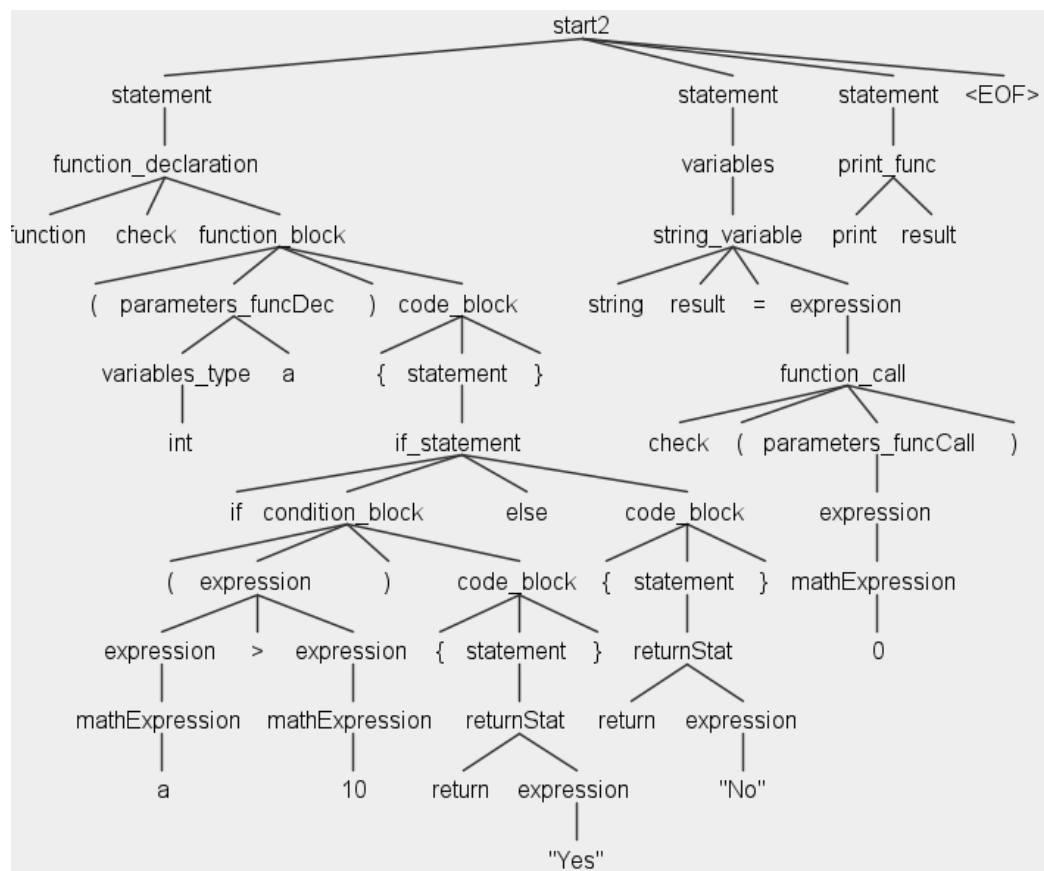 start2
statement statement statement <EOF>
function_declaration variables print_func
function check function_block string_variable print result
( parameters_funcDec ) code_block string result = expression
variables_type a { statement } function_call
int if_statement check ( parameters_funcCall )
if condition_block else code_block expression
( expression ) code_block { statement } mathExpression
expression > expression { statement } returnStat 0
mathExpression mathExpression returnStat return expression
a 10 return expression "No"
"Yes"